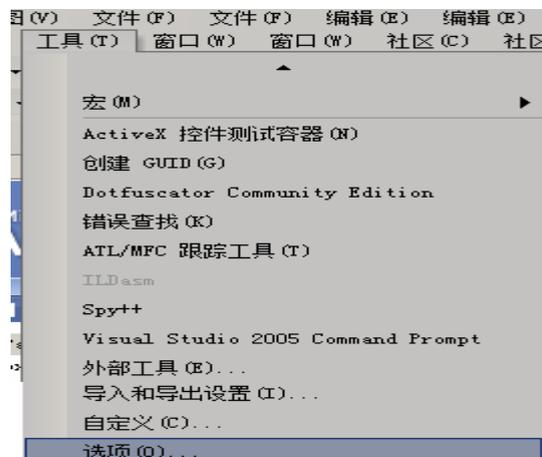 图(V) 文件(F) 文件(F) 编辑(E) 编辑(E)
工具(T) 窗口(W) 窗口(W) 社区(C) 社区
宏(M)
ActiveX 控件测试容器(N)
创建 GUID(G)
Dotfuscator Community Edition
错误查找(K)
ATL/MFC 跟踪工具(T)
ILDasm
Spy++
Visual Studio 2005 Command Prompt
外部工具(E)...
导入和导出设置(I)...
自定义(C)...
选项(O)...